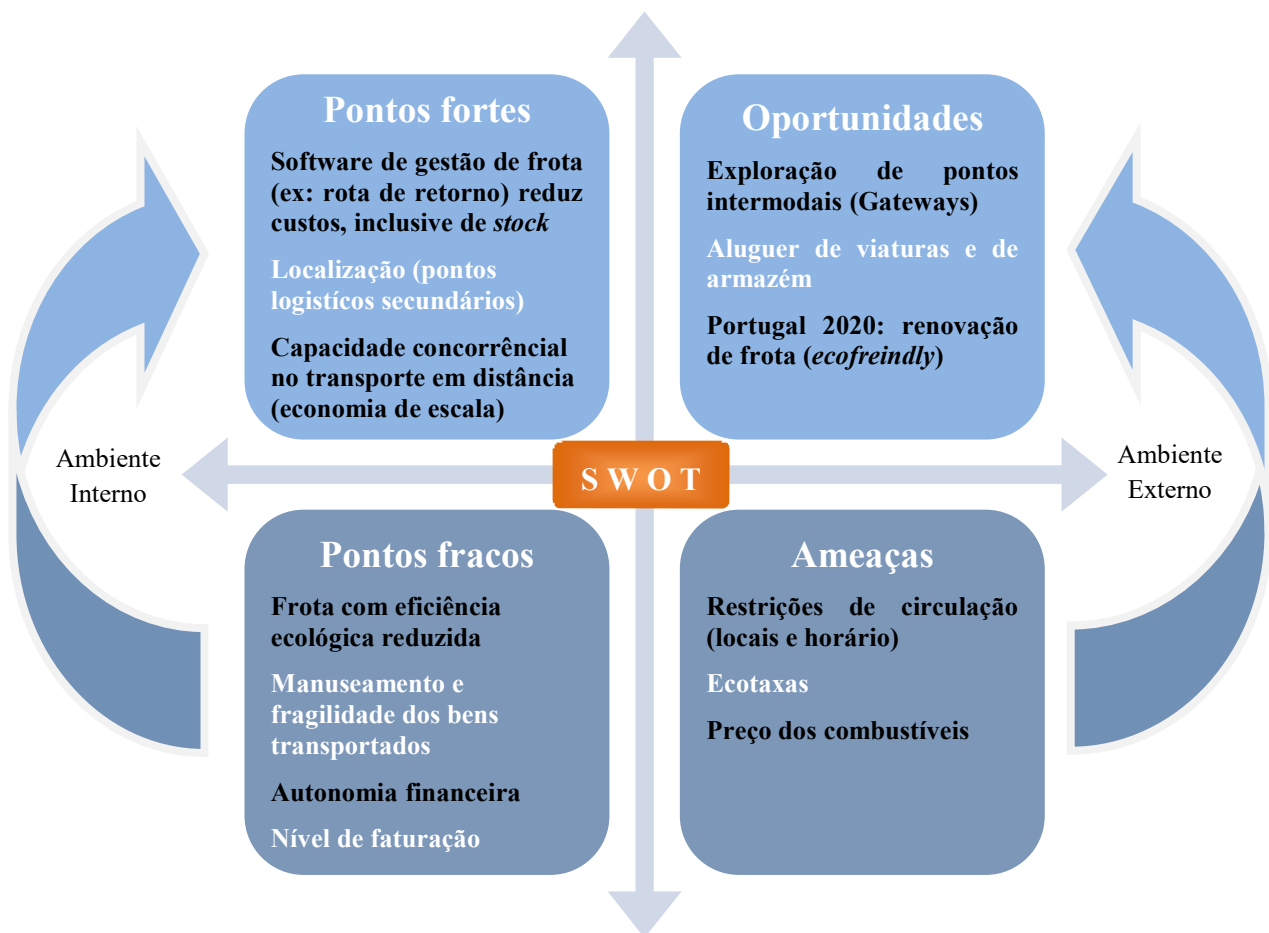 Pontos fortes
Software de gestão de frota
(ex: rota de retorno) reduz
custos, inclusive de stock
Localização (pontos
logistícos secundários)
Capacidade concorrêncial
no transporte em distância
(economia de escala)
Oportunidades
Exploração de pontos
intermodais (Gateways)
Aluguer de viaturas e de
armazém
Portugal 2020: renovação
de frota (ecofreindly)
Ambiente
Interno
S W O T
Ambiente
Externo
Pontos fracos
Frota com eficiência
ecológica reduzida
Manuseamento e
fragilidade dos bens
transportados
Autonomia financeira
Nível de faturação
Ameaças
Restrições de circulação
(locais e horário)
Ecotaxas
Preço dos combustíveis